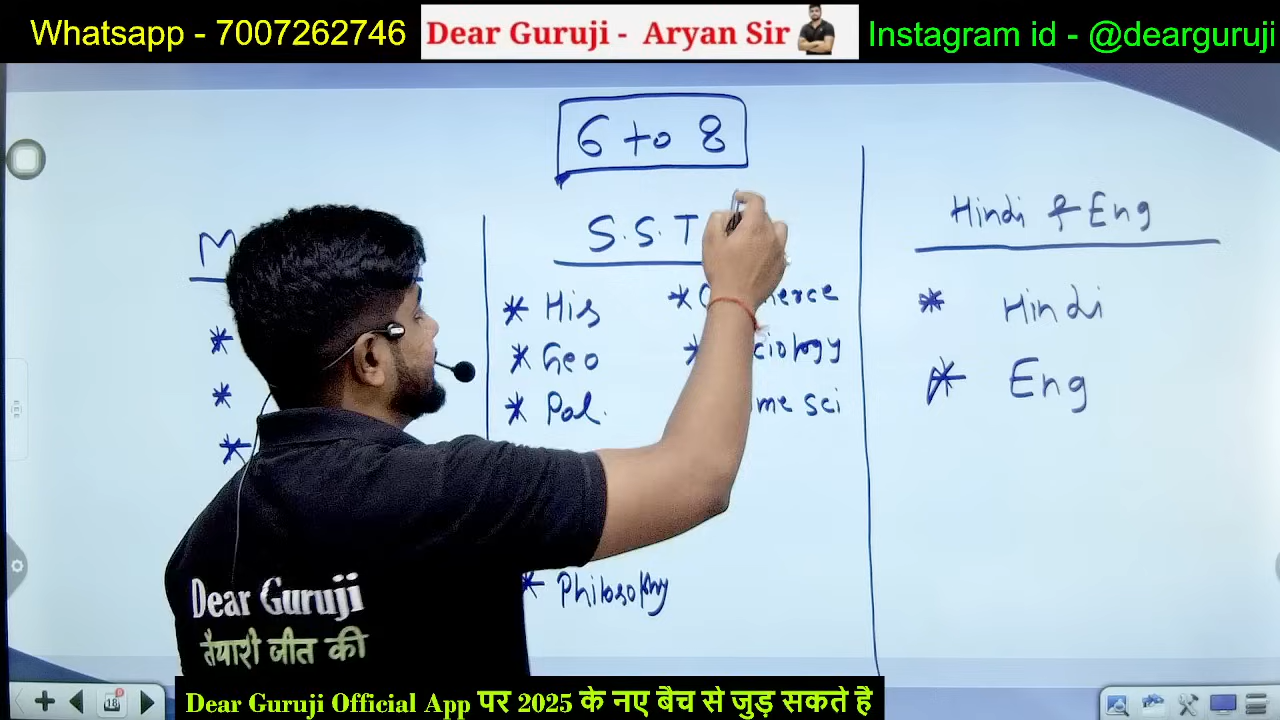 Whatsapp - 7007262746
Dear Guruji - Aryan Sir
Instagram id - @dearguruji
6 to 8
S.S.T
* His
* Geo
* Pol.
* Philosophy
Hindi & Eng
* Hindi
* Eng
Dear Guruji
तैयारी जीत की
18
Dear Guruji Official App पर 2025 के नए बैच से जुड़ सकते है